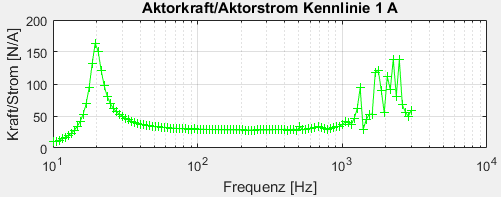 Aktorkraft/Aktorstrom Kennlinie 1 A
200
150
100
50
0
Kraft/Strom [N/A]
10^1 10^2 10^3 10^4
Frequenz [Hz]